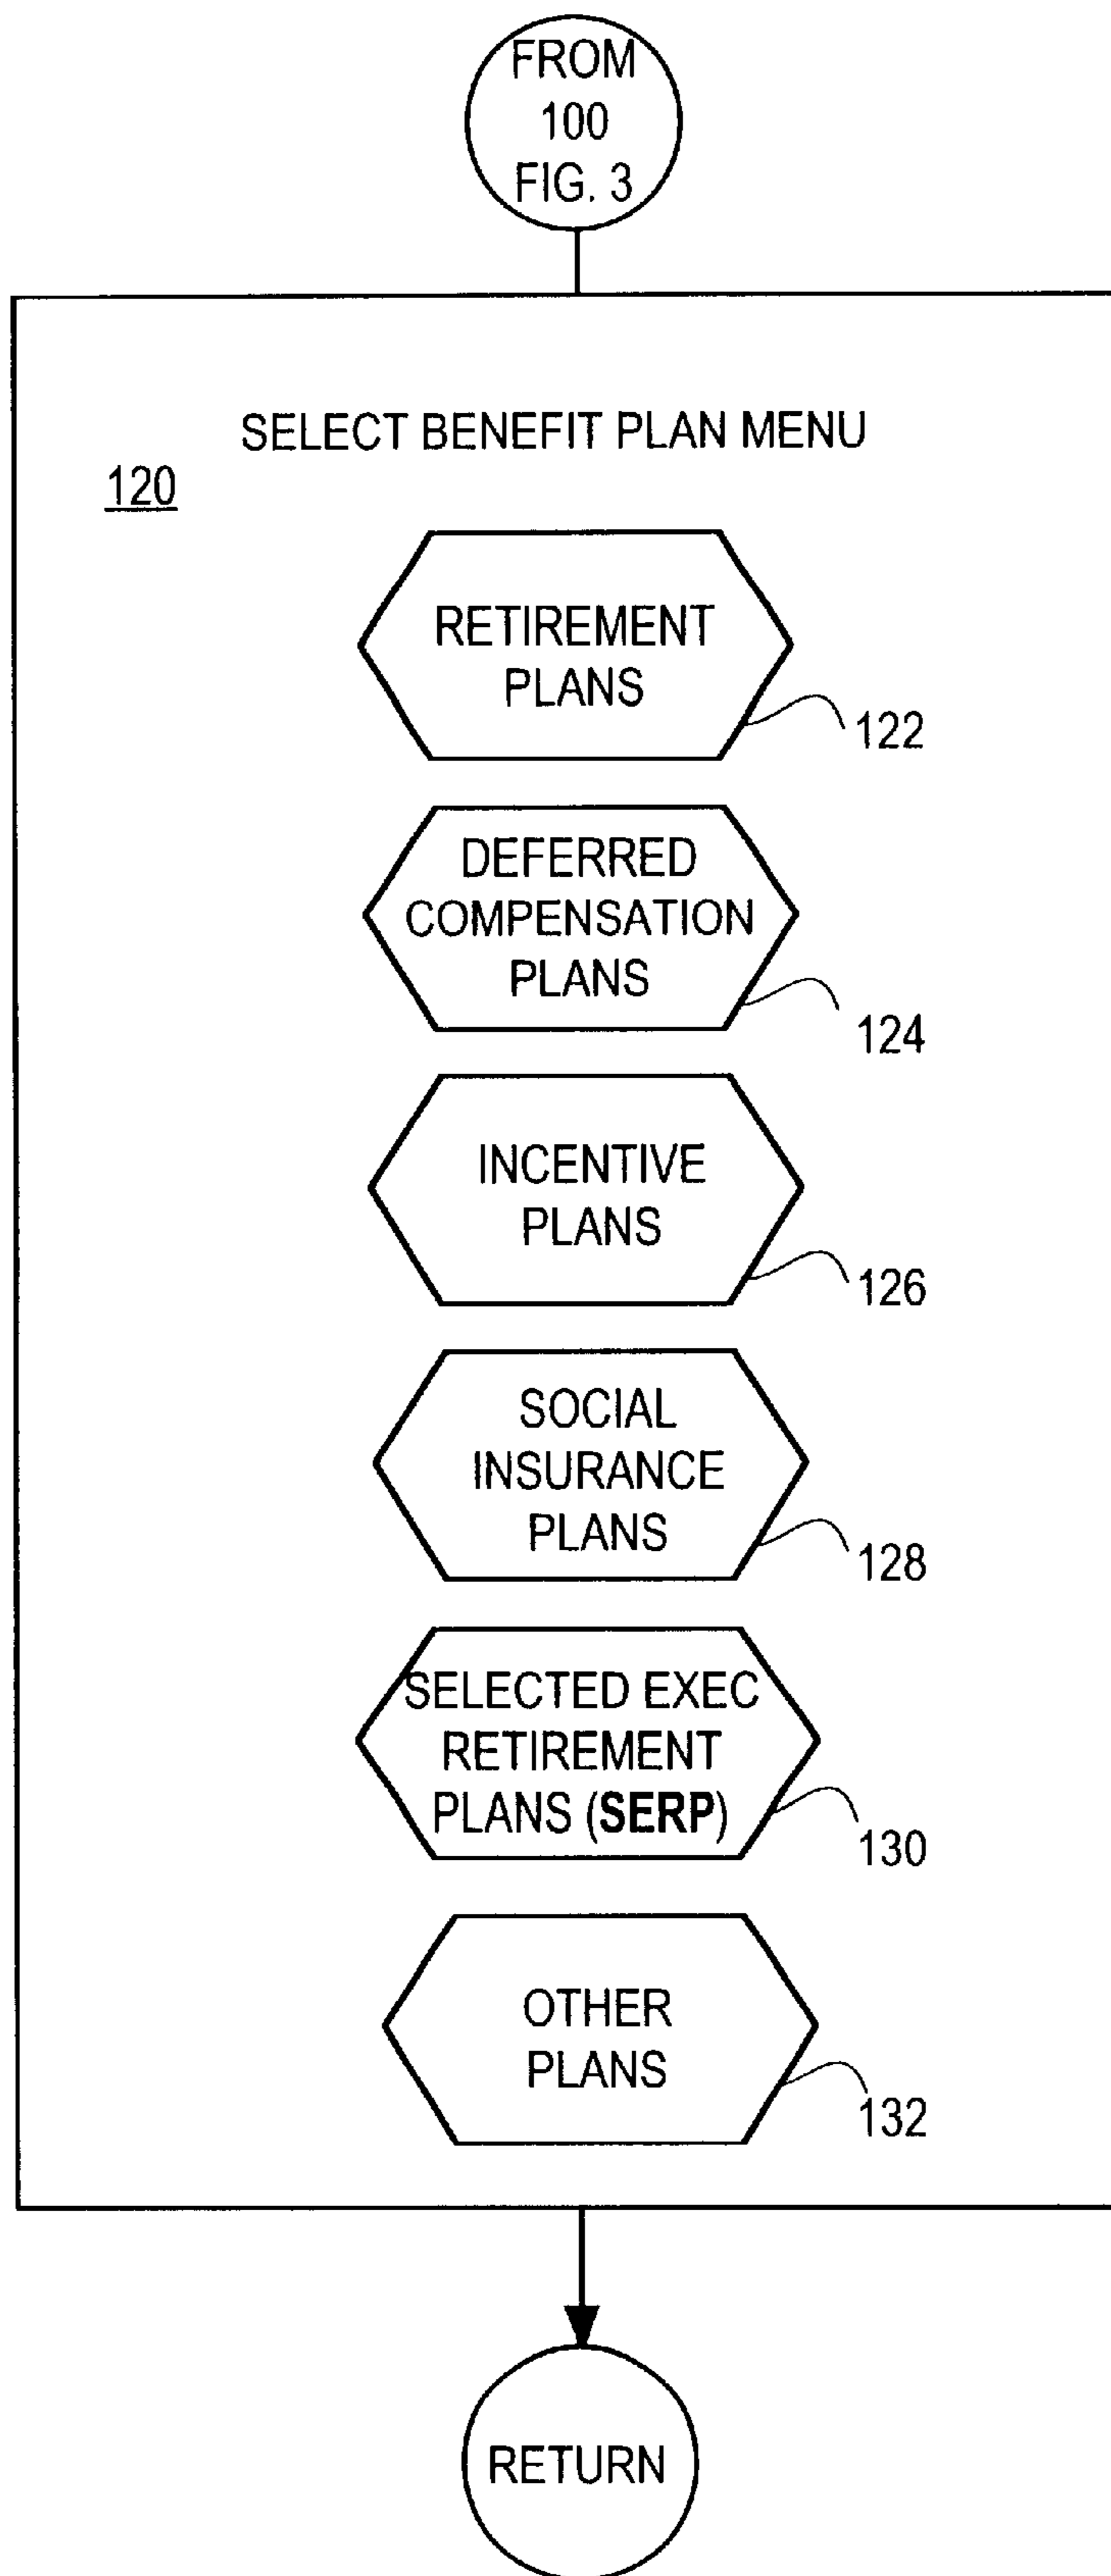 FROM
100
FIG. 3
SELECT BENEFIT PLAN MENU
120
RETIREMENT
PLANS
122
DEFERRED
COMPENSATION
PLANS
124
INCENTIVE
PLANS
126
SOCIAL
INSURANCE
PLANS
128
SELECTED EXEC
RETIREMENT
PLANS (SERP)
130
OTHER
PLANS
132
RETURN